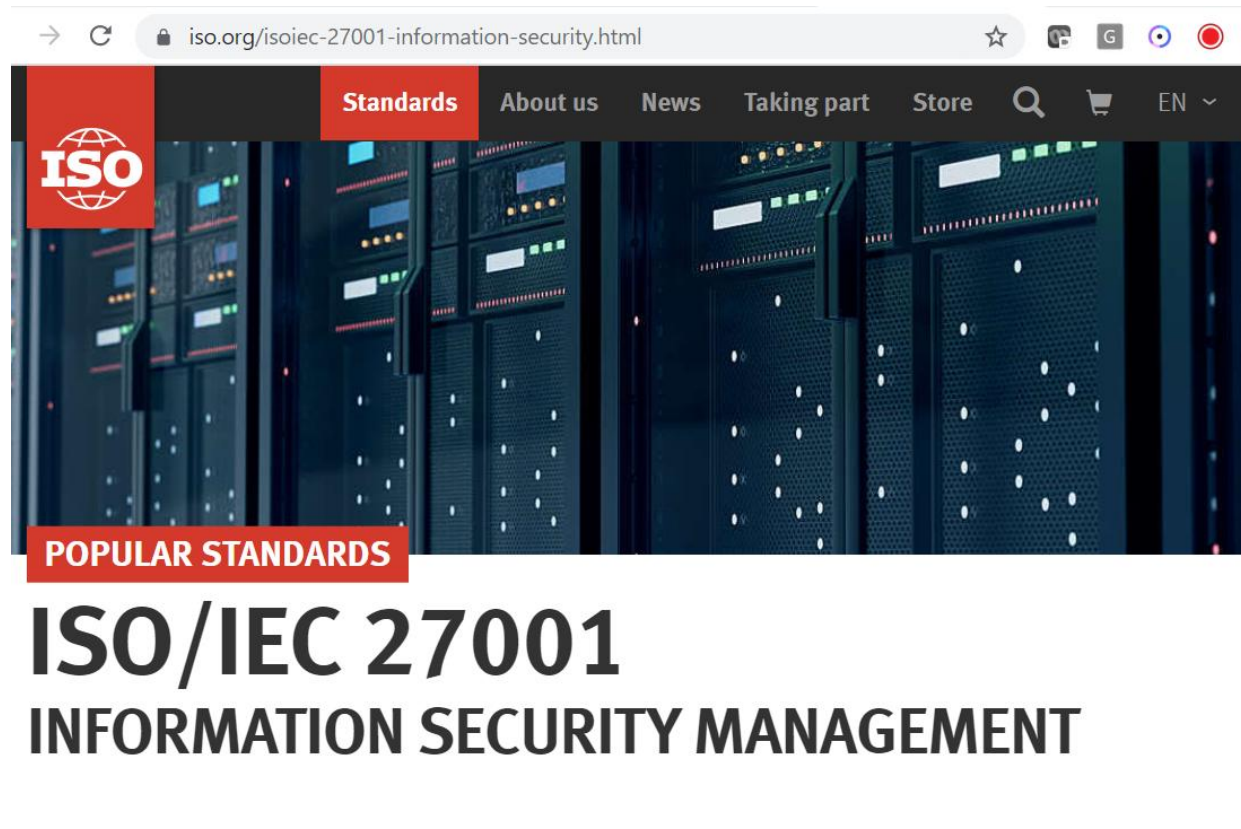 iso.org/isoiec-27001-information-security.html
G
Standards About us News Taking part Store EN
ISO
POPULAR STANDARDS
ISO/IEC 27001
INFORMATION SECURITY MANAGEMENT